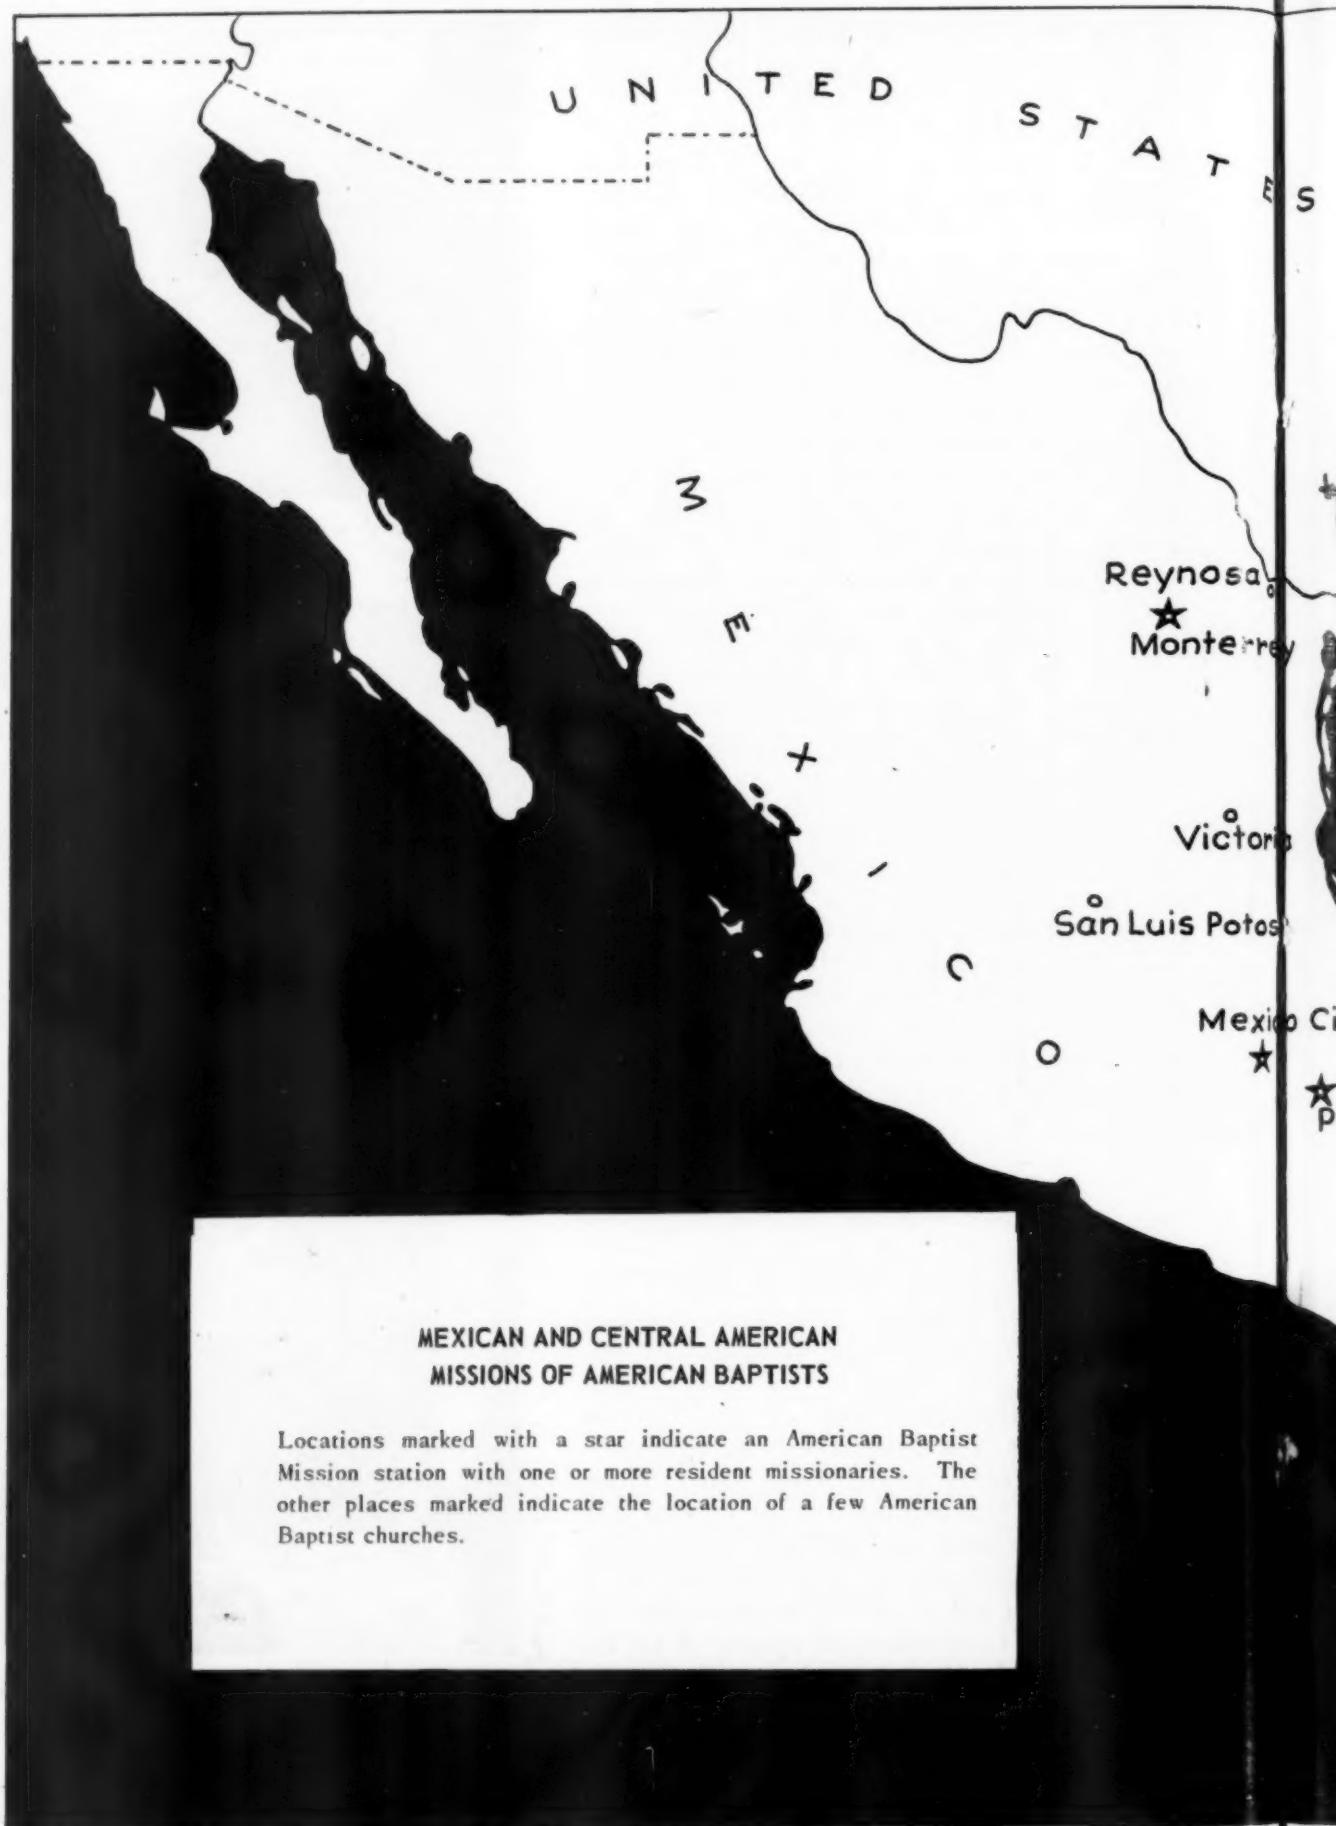 UNITED STATES
MEXICO
Reynosa
Monterrey
Victoria
San Luis Potos
Mexico Ci
P
MEXICAN AND CENTRAL AMERICAN
MISSIONS OF AMERICAN BAPTISTS
Locations marked with a star indicate an American Baptist
Mission station with one or more resident missionaries. The
other places marked indicate the location of a few American
Baptist churches.